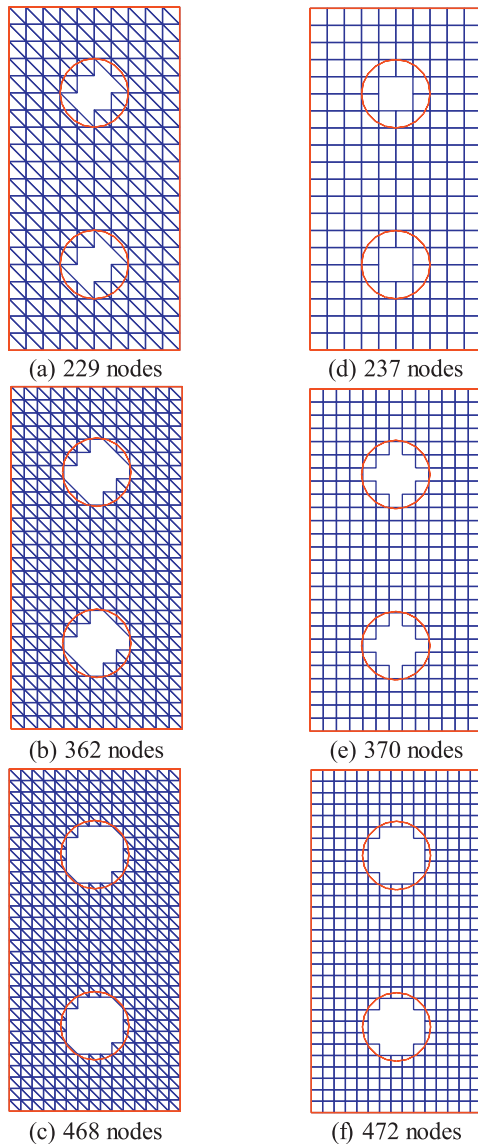 (a) 229 nodes
(d) 237 nodes
(b) 362 nodes
(e) 370 nodes
(c) 468 nodes
(f) 472 nodes